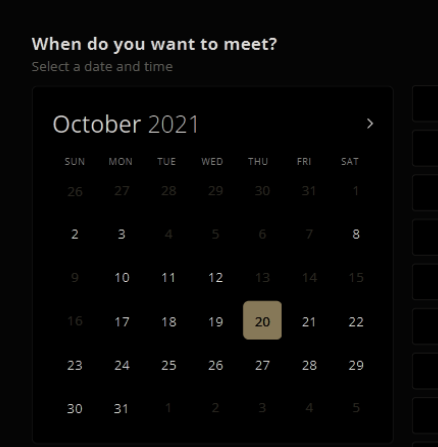 When do you want to meet?
Select a date and time
October 2021
SUN MON TUE WED THU FRI SAT
26 27 28 29 30 31 1
2 3 4 5 6 7 8
9 10 11 12 13 14 15
16 17 18 19 20 21 22
23 24 25 26 27 28 29
30 31 1 2 3 4 5